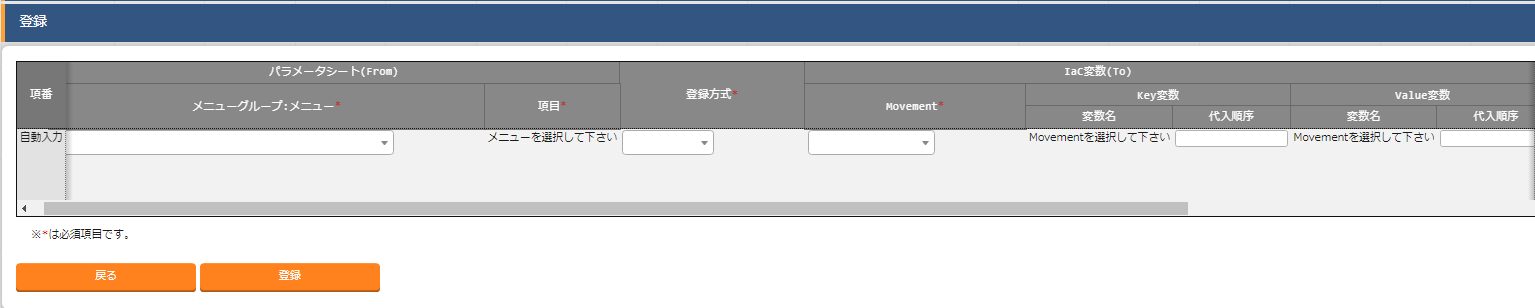 登録
項番
パラメータシート(From)
メニューグループ:メニュー*
項目*
登録方式*
IaC変数(To)
Movement*
Key変数
変数名
代入順序
Value変数
変数名
代入順序
自動入力
メニューを選択して下さい
Movementを選択して下さい
Movementを選択して下さい
※*は必須項目です。
戻る
登録